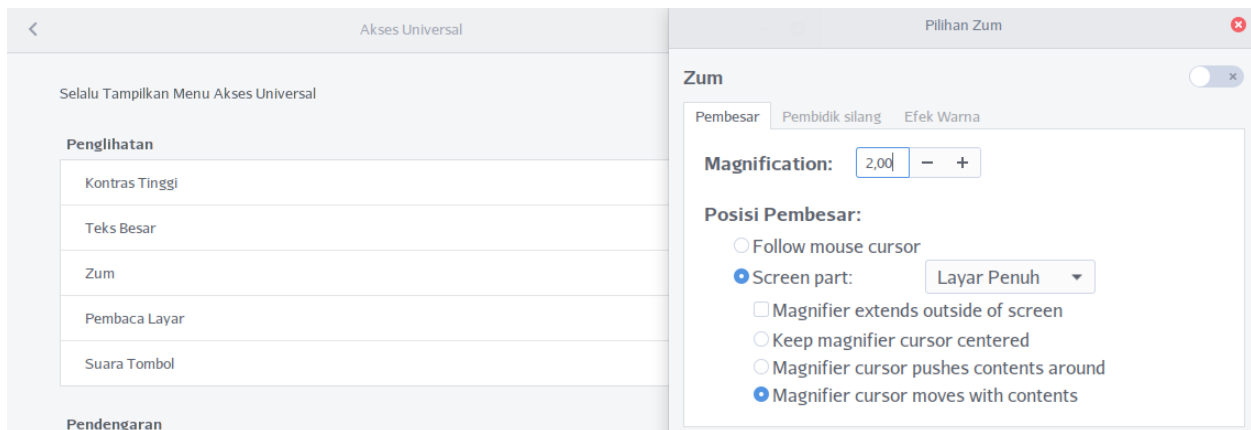 Akses Universal
Selalu Tampilkan Menu Akses Universal
Penglihatan
Kontras Tinggi
Teks Besar
Zum
Pembaca Layar
Suara Tombol
Pendengaran
Pilihan Zum
Zum
Pembesar Pembidik silang Efek Warna
Magnification: 2,00 − +
Posisi Pembesar:
Follow mouse cursor
Screen part: Layar Penuh
Magnifier extends outside of screen
Keep magnifier cursor centered
Magnifier cursor pushes contents around
Magnifier cursor moves with contents